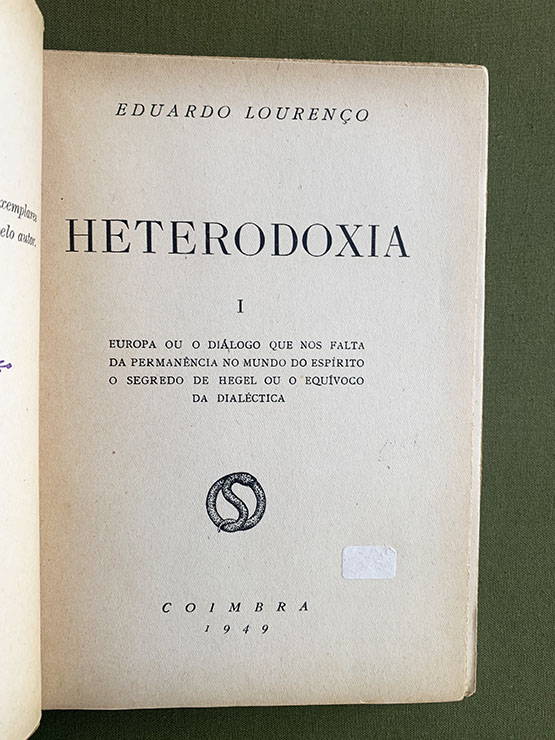 exemplares
elo autor.
EDUARDO LOURENÇO
HETERODOXIA
I
EUROPA OU O DIÁLOGO QUE NOS FALTA
DA PERMANÊNCIA NO MUNDO DO ESPÍRITO
O SEGREDO DE HEGEL OU O EQUÍVOCO
DA DIALÉCTICA
COIMBRA
1949